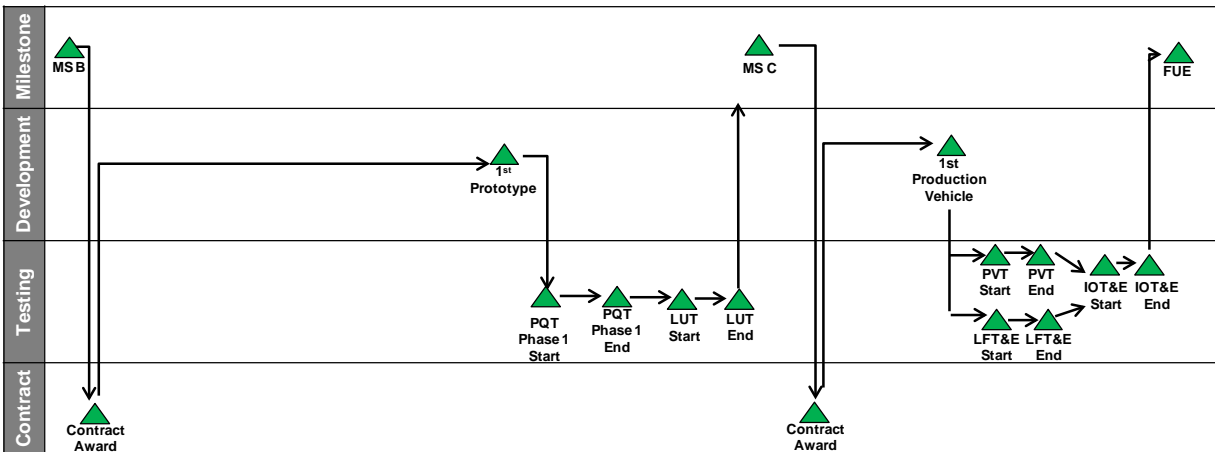 Milestone
MS B
MS C
FUE
Development
1st
Prototype
1st
Production
Vehicle
Testing
PQT
Phase 1
Start
PQT
Phase 1
End
LUT
Start
LUT
End
PVT
Start
PVT
End
LFT&E
Start
LFT&E
End
IOT&E
Start
IOT&E
End
Contract
Contract
Award
Contract
Award